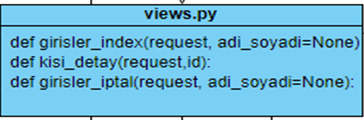 views.py
def girisler_index(request, adi_soyadi=None)
def kisi_detay(request,id):
def girisler_iptal(request, adi_soyadi=None):